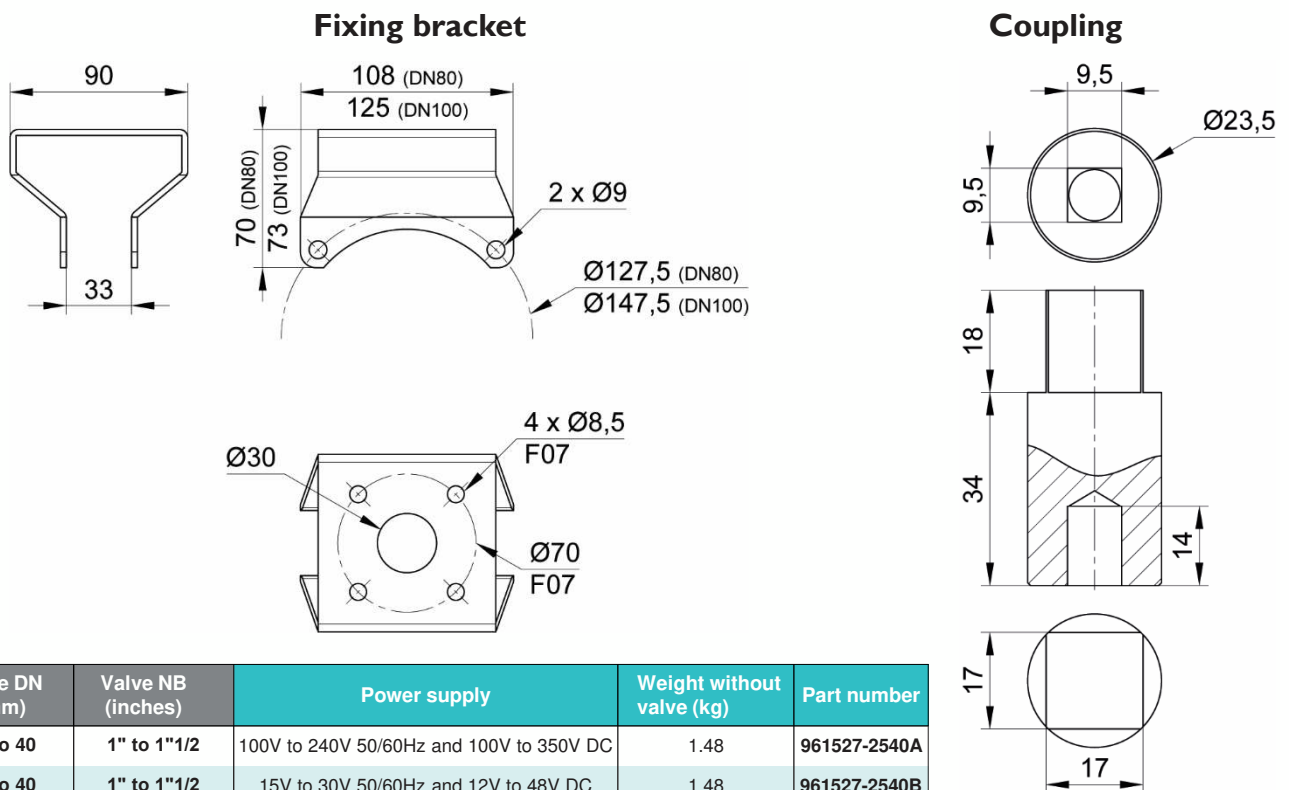 Fixing bracket
Coupling
90
108 (DN80)
125 (DN100)
70 (DN80)
73 (DN100)
2 x Ø9
33
Ø127,5 (DN80)
Ø147,5 (DN100)
4 x Ø8,5
F07
Ø30
Ø70
F07
9,5
Ø23,5
9,5
18
34
14
17
17
e DN Valve NB Power supply Weight without Part number
m) (inches) valve (kg)
o 40 1" to 1"1/2 100V to 240V 50/60Hz and 100V to 350V DC 1.48 961527-2540A
o 40 1" to 1"1/2 15V to 30V 50/60Hz and 12V to 48V DC 1.48 961527-2540B